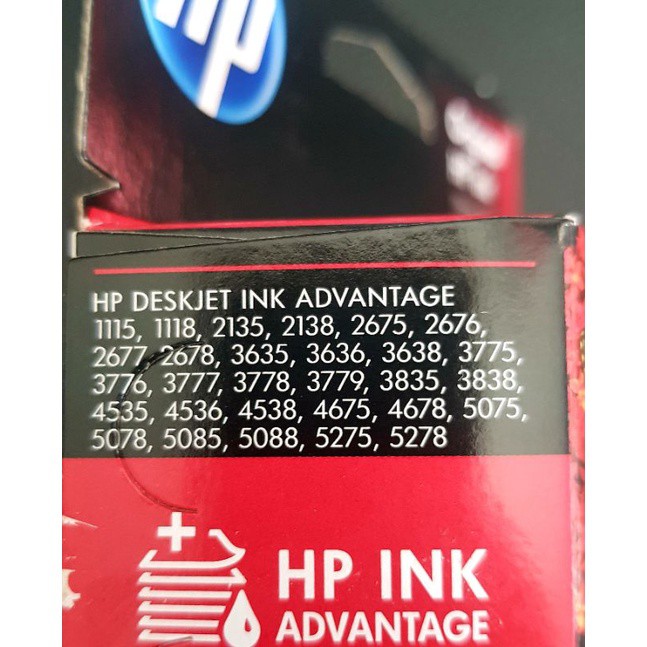 hp
HP DESKJET INK ADVANTAGE
1115, 1118, 2135, 2138, 2675, 2676,
2677, 2678, 3635, 3636, 3638, 3775,
3776, 3777, 3778, 3779, 3835, 3838,
4535, 4536, 4538, 4675, 4678, 5075,
5078, 5085, 5088, 5275, 5278
HP INK
ADVANTAGE